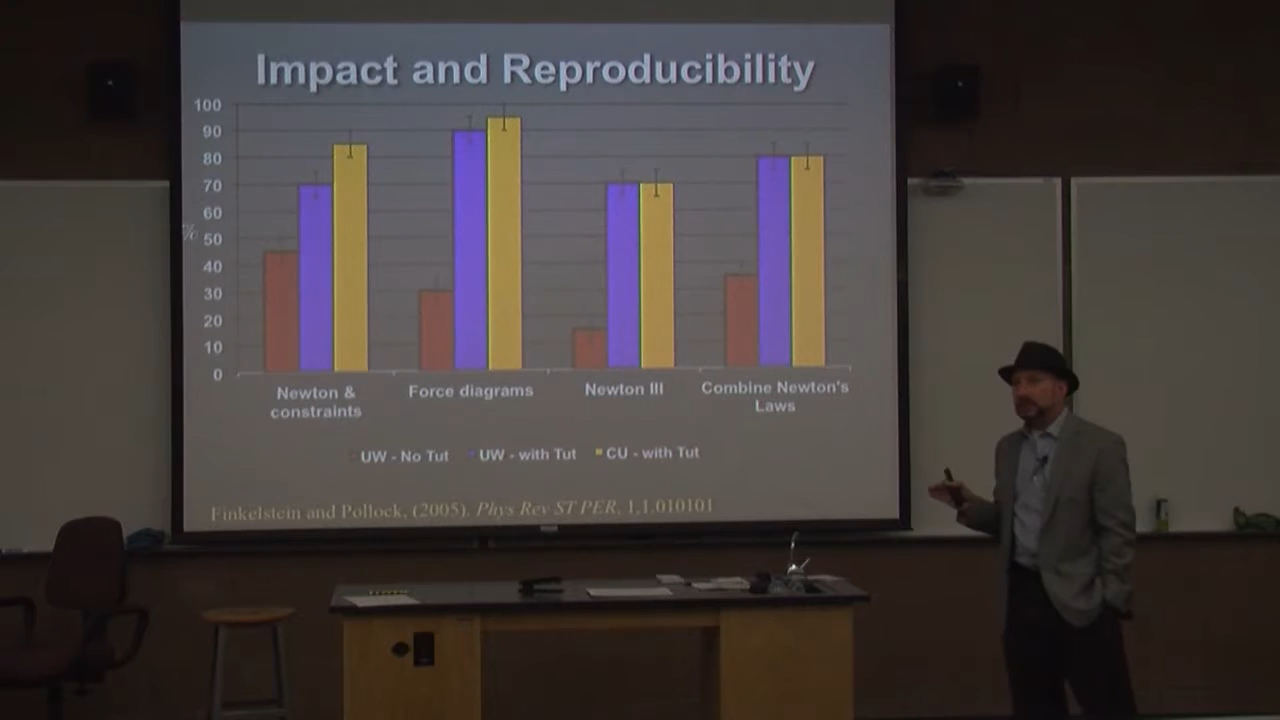 Impact and Reproducibility
100
90
80
70
60
%
50
40
30
20
10
0
Newton &
constraints
Force diagrams
Newton III
Combine Newton's
Laws
UW - No Tut
UW - with Tut
CU - with Tut
Finkelstein and Pollock, (2005). Phys Rev ST PER, 1,1.010101